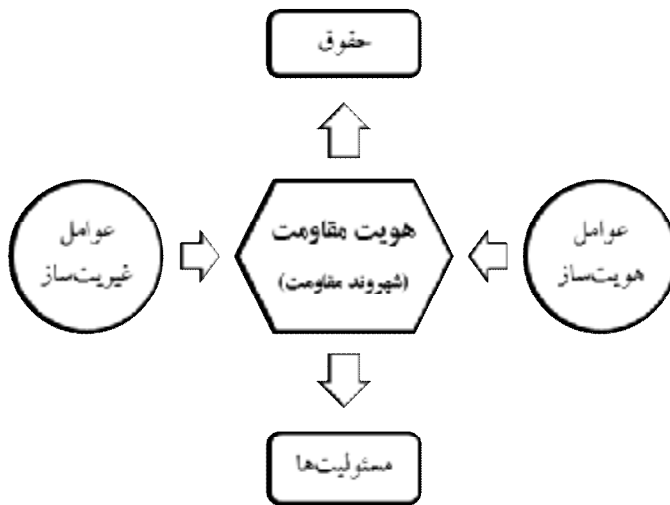 حقوق
عوامل
هویت‌ساز
هویت مقاومت
(شهروند مقاومت)
عوامل
غیریت‌ساز
مسئولیت‌ها